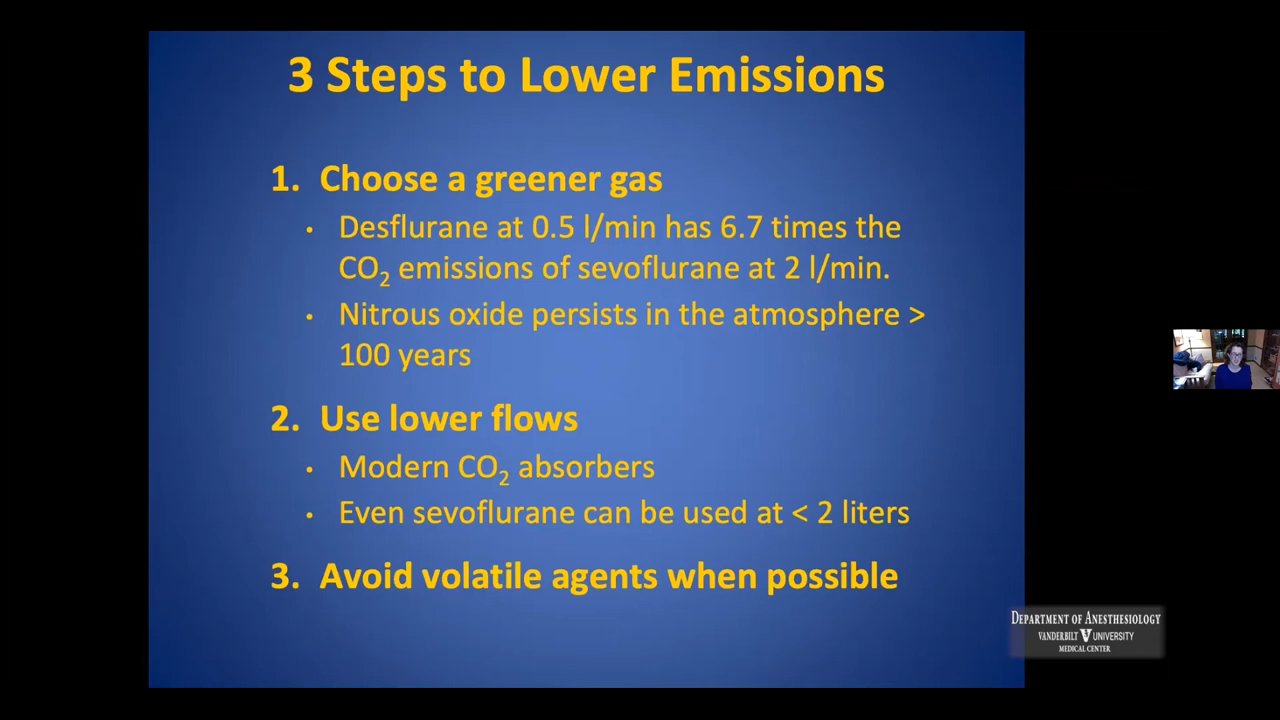 3 Steps to Lower Emissions
1. Choose a greener gas
• Desflurane at 0.5 l/min has 6.7 times the
CO₂ emissions of sevoflurane at 2 l/min.
• Nitrous oxide persists in the atmosphere >
100 years
2. Use lower flows
• Modern CO₂ absorbers
• Even sevoflurane can be used at < 2 liters
3. Avoid volatile agents when possible
DEPARTMENT OF ANESTHESIOLOGY
VANDERBILT UNIVERSITY
MEDICAL CENTER